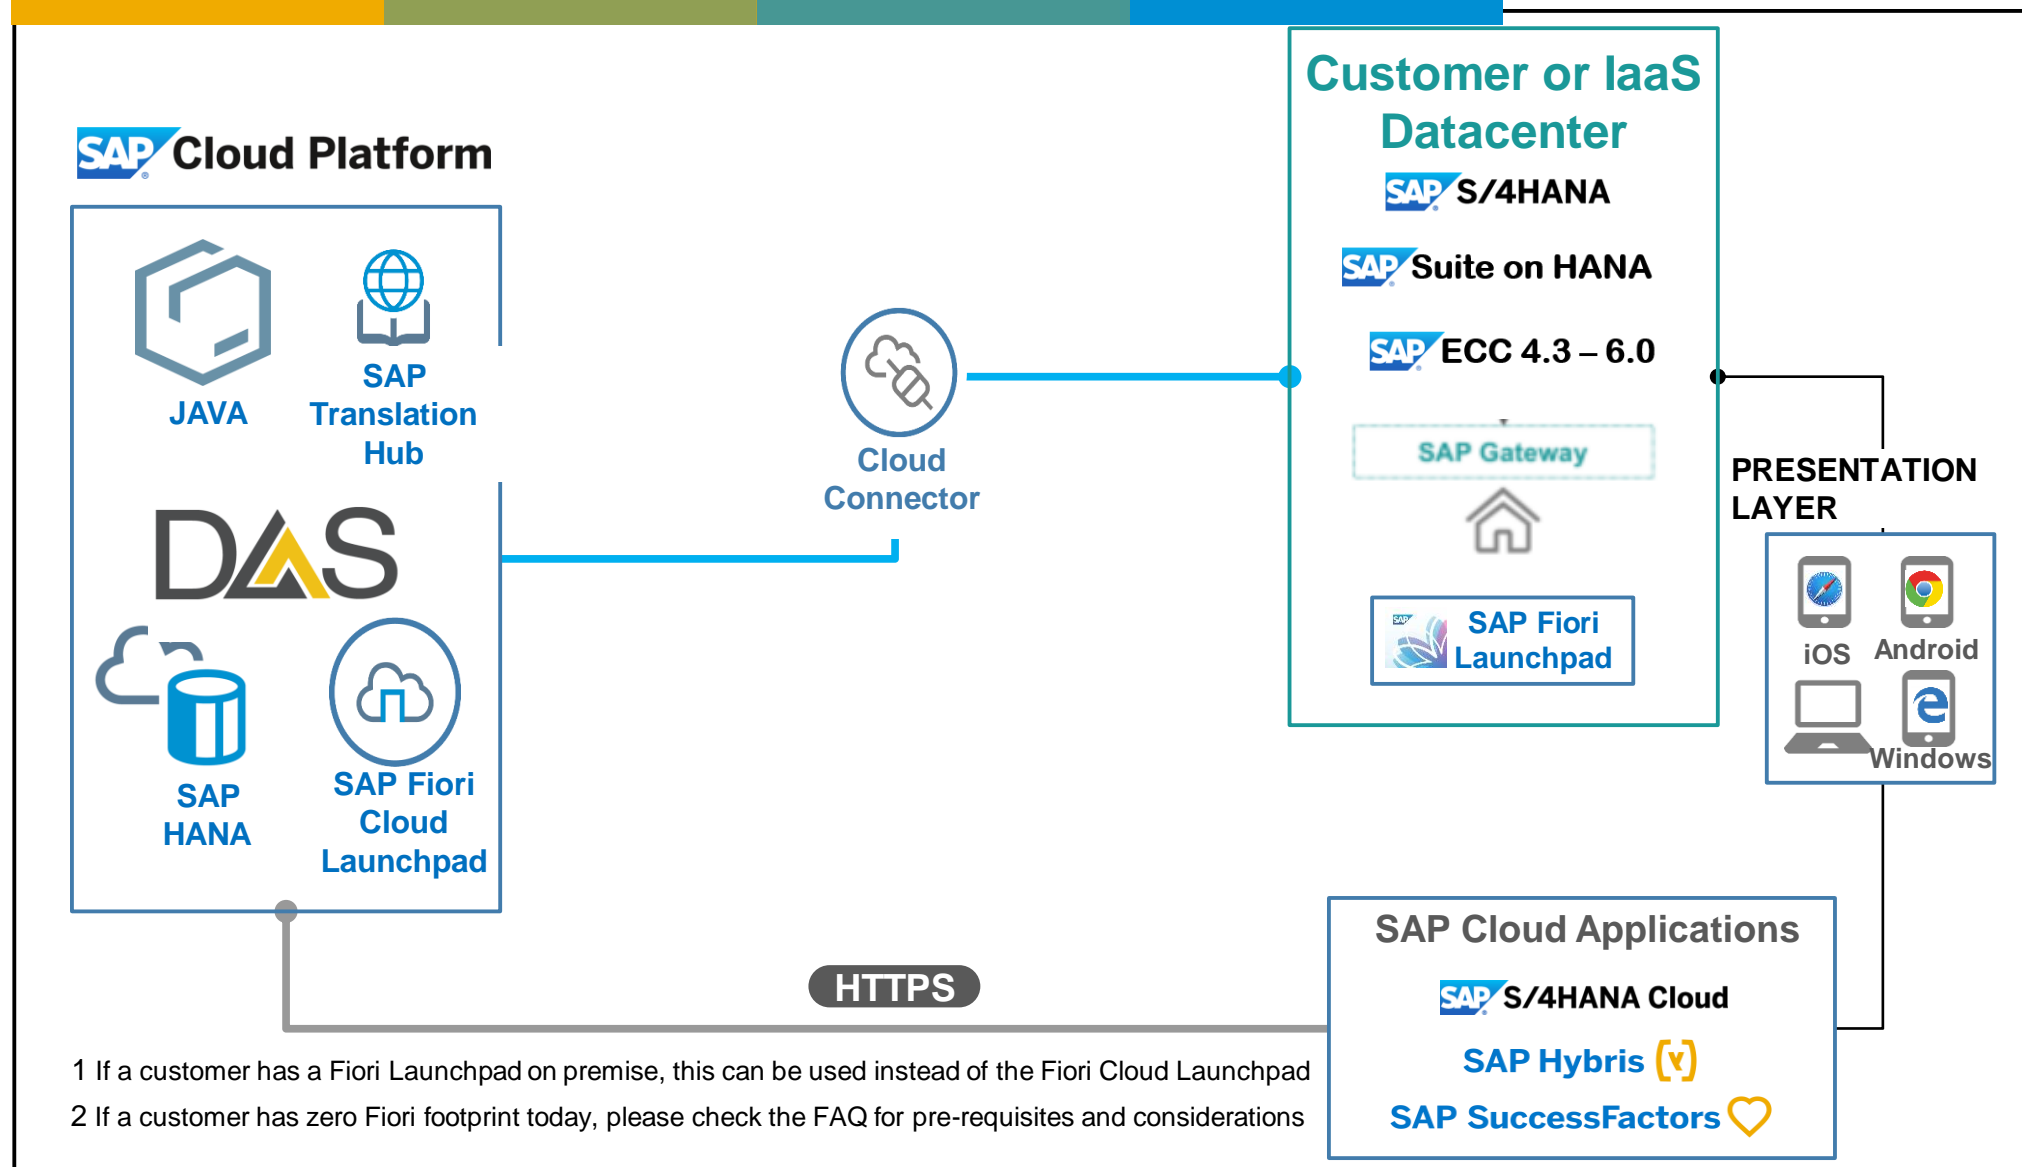 Customer or IaaS
Datacenter
SAP Cloud Platform
SAP S/4HANA
SAP Suite on HANA
SAP ECC 4.3 – 6.0
JAVA
SAP
Translation
Hub
Cloud
Connector
SAP Gateway
PRESENTATION
LAYER
DAS
SAP
SAP Fiori
Launchpad
iOS
Android
Windows
SAP
HANA
SAP Fiori
Cloud
Launchpad
SAP Cloud Applications
HTTPS
SAP S/4HANA Cloud
SAP Hybris
SAP SuccessFactors
1 If a customer has a Fiori Launchpad on premise, this can be used instead of the Fiori Cloud Launchpad
2 If a customer has zero Fiori footprint today, please check the FAQ for pre-requisites and considerations